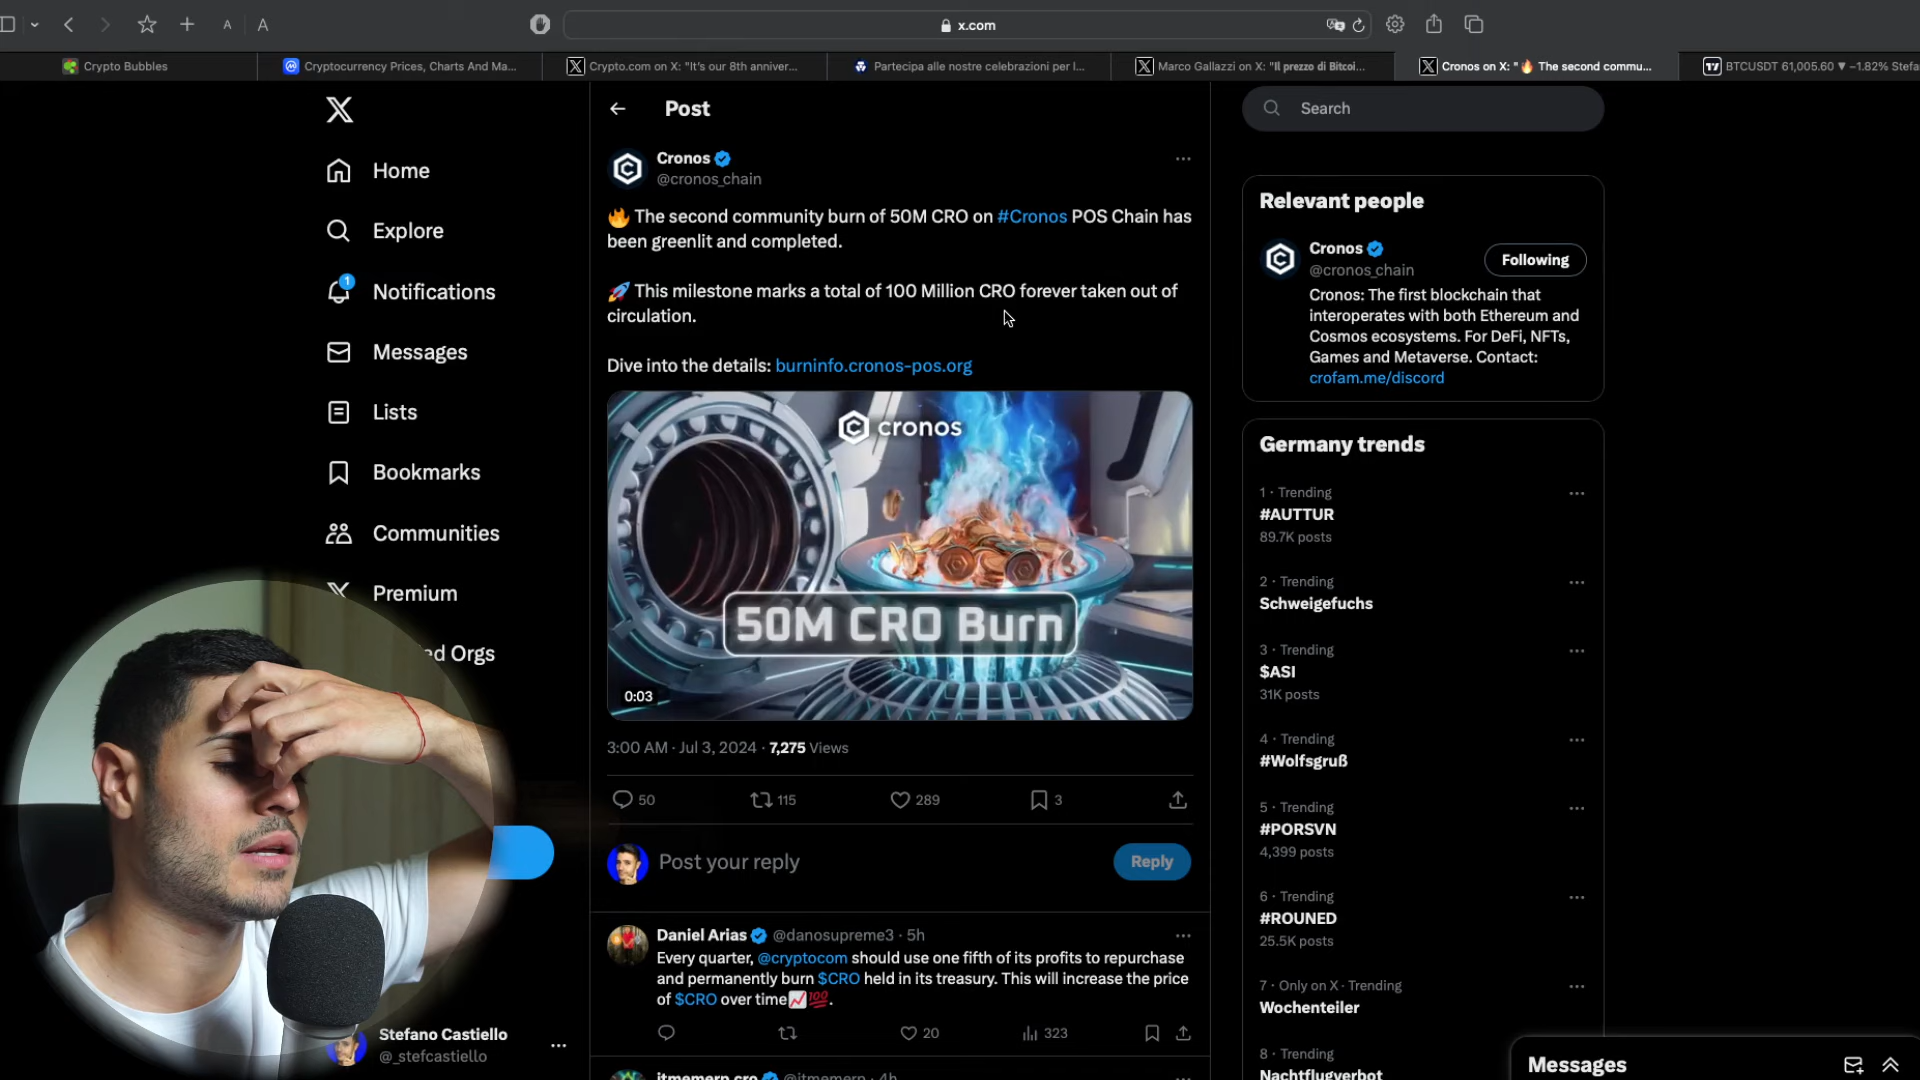 x.com
Crypto Bubbles
Cryptocurrency Prices, Charts And Ma...
Crypto.com on X: "It's our 8th anniver...
Partecipa alle nostre celebrazioni per l...
Marco Gallazzi on X: "Il prezzo di Bitcoi...
Cronos on X: "🔥 The second commu...
BTCUSDT 61,005.60 ▼ −1.82% Stefa
Home
Explore
1
Notifications
Messages
Lists
Bookmarks
Communities
Premium
d Orgs
Stefano Castiello
@_stefcastiello
Post
Cronos
@cronos_chain
🔥 The second community burn of 50M CRO on #Cronos POS Chain has
been greenlit and completed.
🚀 This milestone marks a total of 100 Million CRO forever taken out of
circulation.
Dive into the details: burninfo.cronos-pos.org
cronos
50M CRO Burn
0:03
3:00 AM · Jul 3, 2024 · 7,275 Views
50
115
289
3
Post your reply
Reply
Daniel Arias @danosupreme3 · 5h
Every quarter, @cryptocom should use one fifth of its profits to repurchase
and permanently burn $CRO held in its treasury. This will increase the price
of $CRO over time📈💯.
20
323
itmemern cro @itmemern · 4h
Search
Relevant people
Cronos
@cronos_chain
Following
Cronos: The first blockchain that
interoperates with both Ethereum and
Cosmos ecosystems. For DeFi, NFTs,
Games and Metaverse. Contact:
crofam.me/discord
Germany trends
1 · Trending
#AUTTUR
89.7K posts
2 · Trending
Schweigefuchs
3 · Trending
$ASI
31K posts
4 · Trending
#Wolfsgruß
5 · Trending
#PORSVN
4,399 posts
6 · Trending
#ROUNED
25.5K posts
7 · Only on X · Trending
Wochenteiler
8 · Trending
Nachtflugverbot
Messages